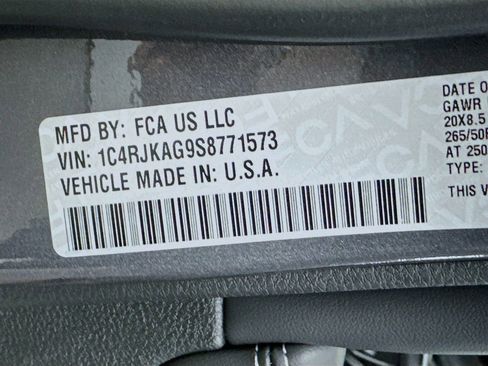 MFD BY: FCA US LLC
VIN: 1C4RJKAG9S8771573
VEHICLE MADE IN: U.S.A.
DATE O
GAWR
20X8.5
265/50
AT 250
TYPE:
THIS V